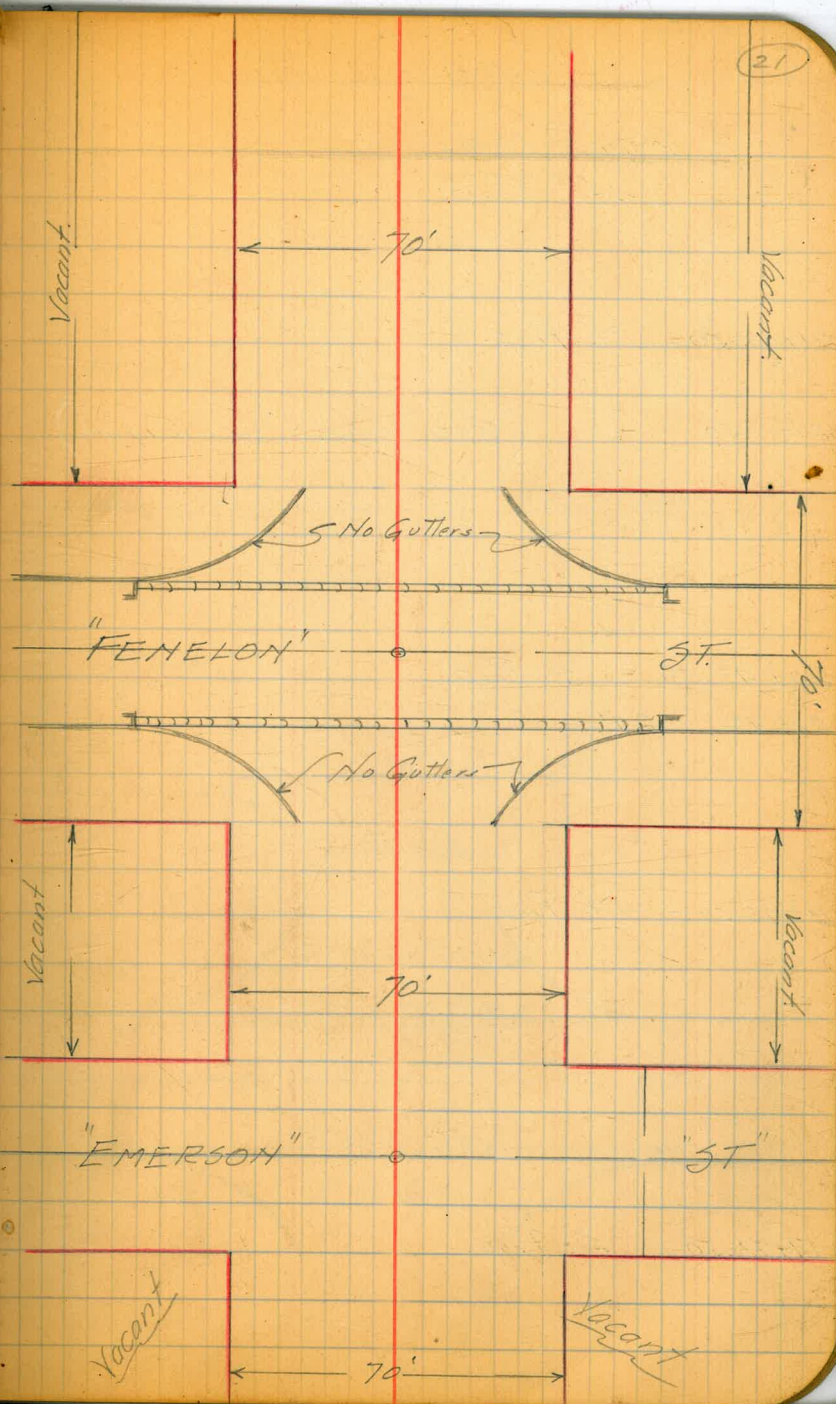 21
70'
Vacant.
Vacant.
No Gutters
"FENELON" ST.
70'
No Gutters
Vacant
Vacant.
70'
"EMERSON" "ST"
Vacant
Vacant
70'